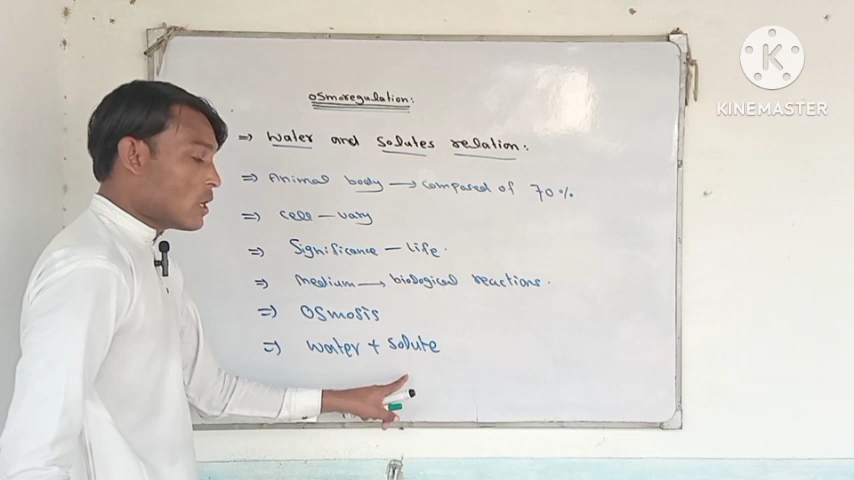 osmoregulation:
=> Water and Solutes relation:
=> Animal body → Composed of 70%
=> Cell - vary
=> Significance - Life.
=> Medium → biological reactions.
=> Osmosis
=> Water + Solute
K
KINEMASTER